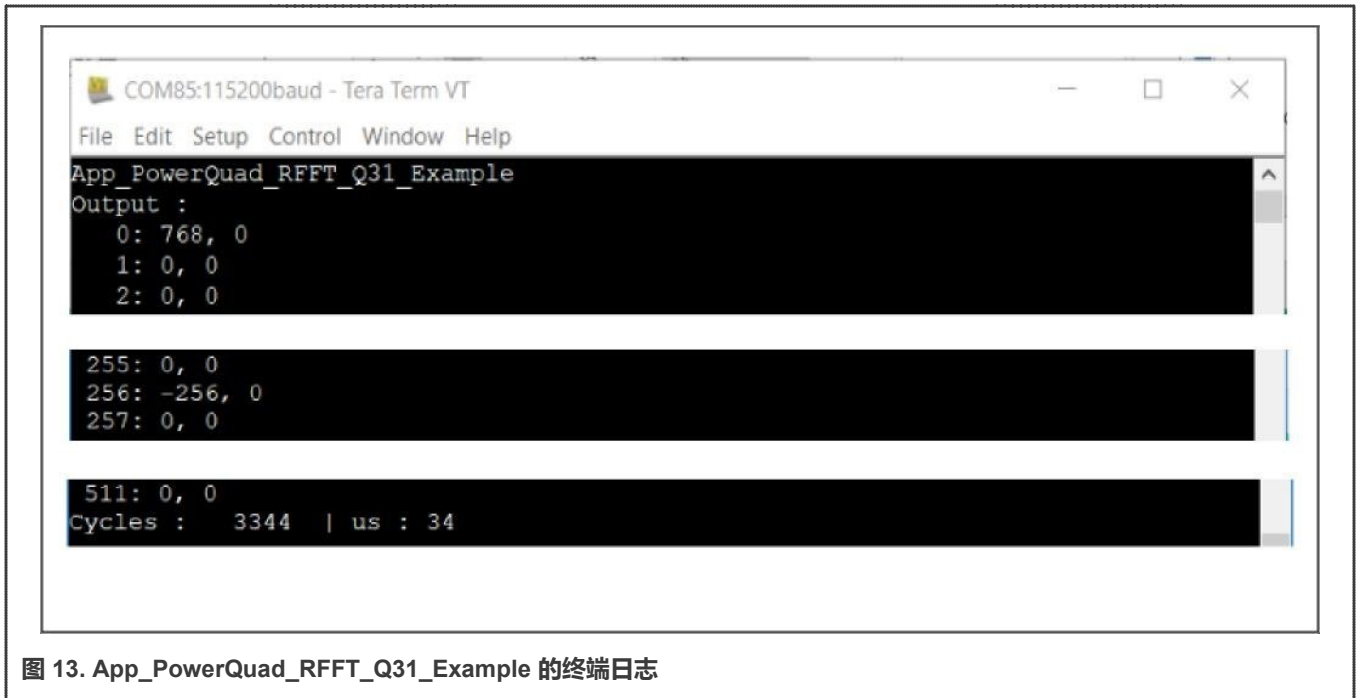 COM85:115200baud - Tera Term VT
File Edit Setup Control Window Help
App_PowerQuad_RFFT_Q31_Example
Output :
0: 768, 0
1: 0, 0
2: 0, 0
255: 0, 0
256: -256, 0
257: 0, 0
511: 0, 0
Cycles : 3344 | us : 34
图 13. App_PowerQuad_RFFT_Q31_Example 的终端日志